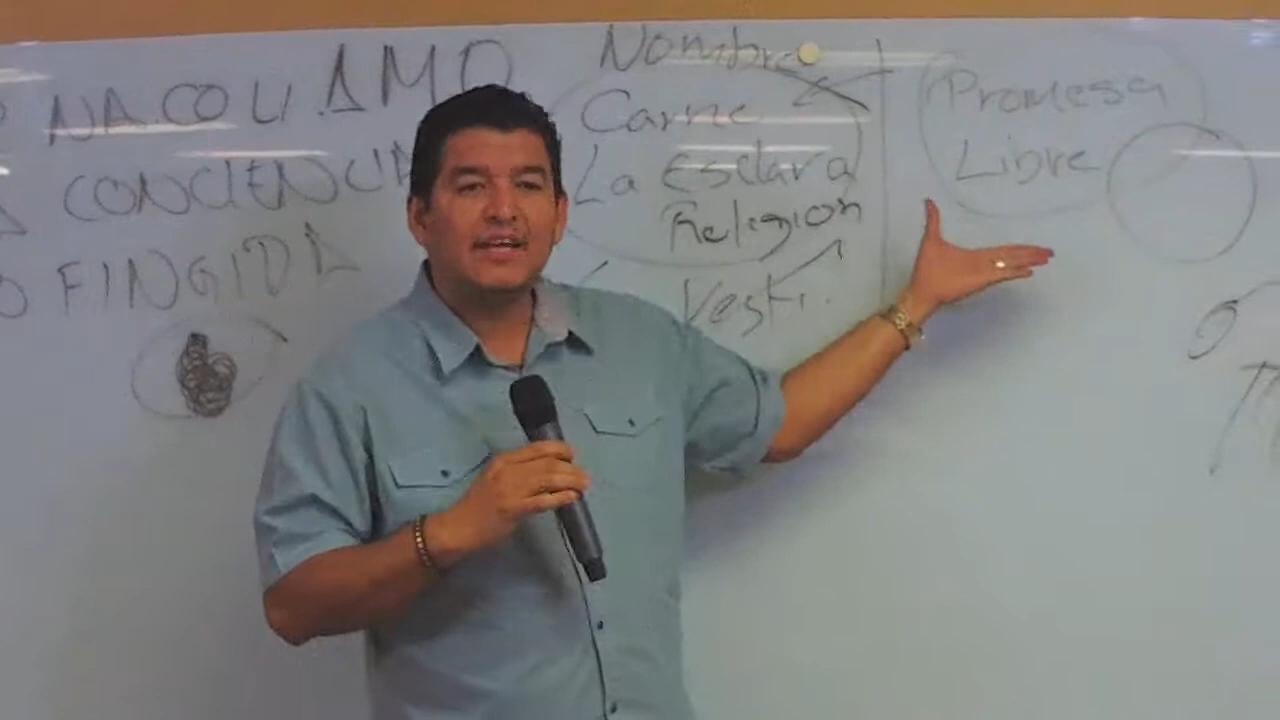 AMO
CONCIENCIA
FINGIDA
Nombre
Carne
La Esclava
Religion
Vesti.
Promesa
Libre